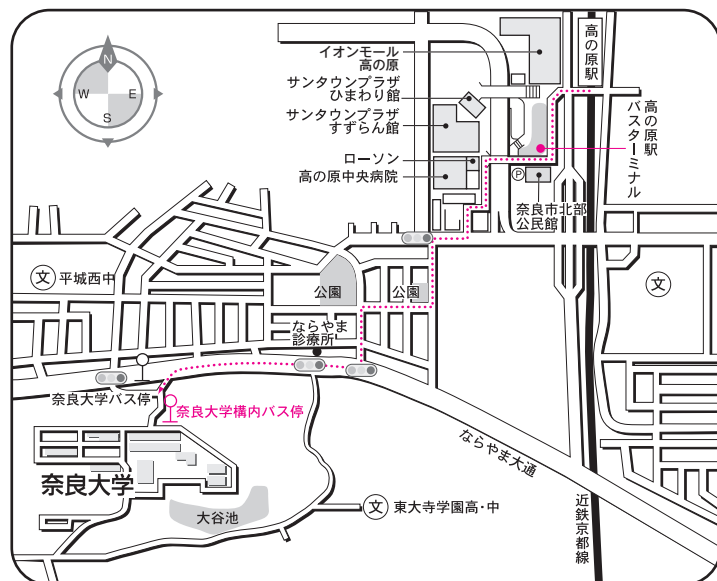 N
W
E
S
イオンモール
高の原
サンタウンプラザ
ひまわり館
サンタウンプラザ
すずらん館
ローソン
高の原中央病院
高の原駅
高の原駅
バスターミナル
P
奈良市北部
公民館
文
平城西中
公園
公園
文
ならやま
診療所
奈良大学バス停
奈良大学構内バス停
奈良大学
大谷池
文
東大寺学園高・中
ならやま大通
近鉄京都線